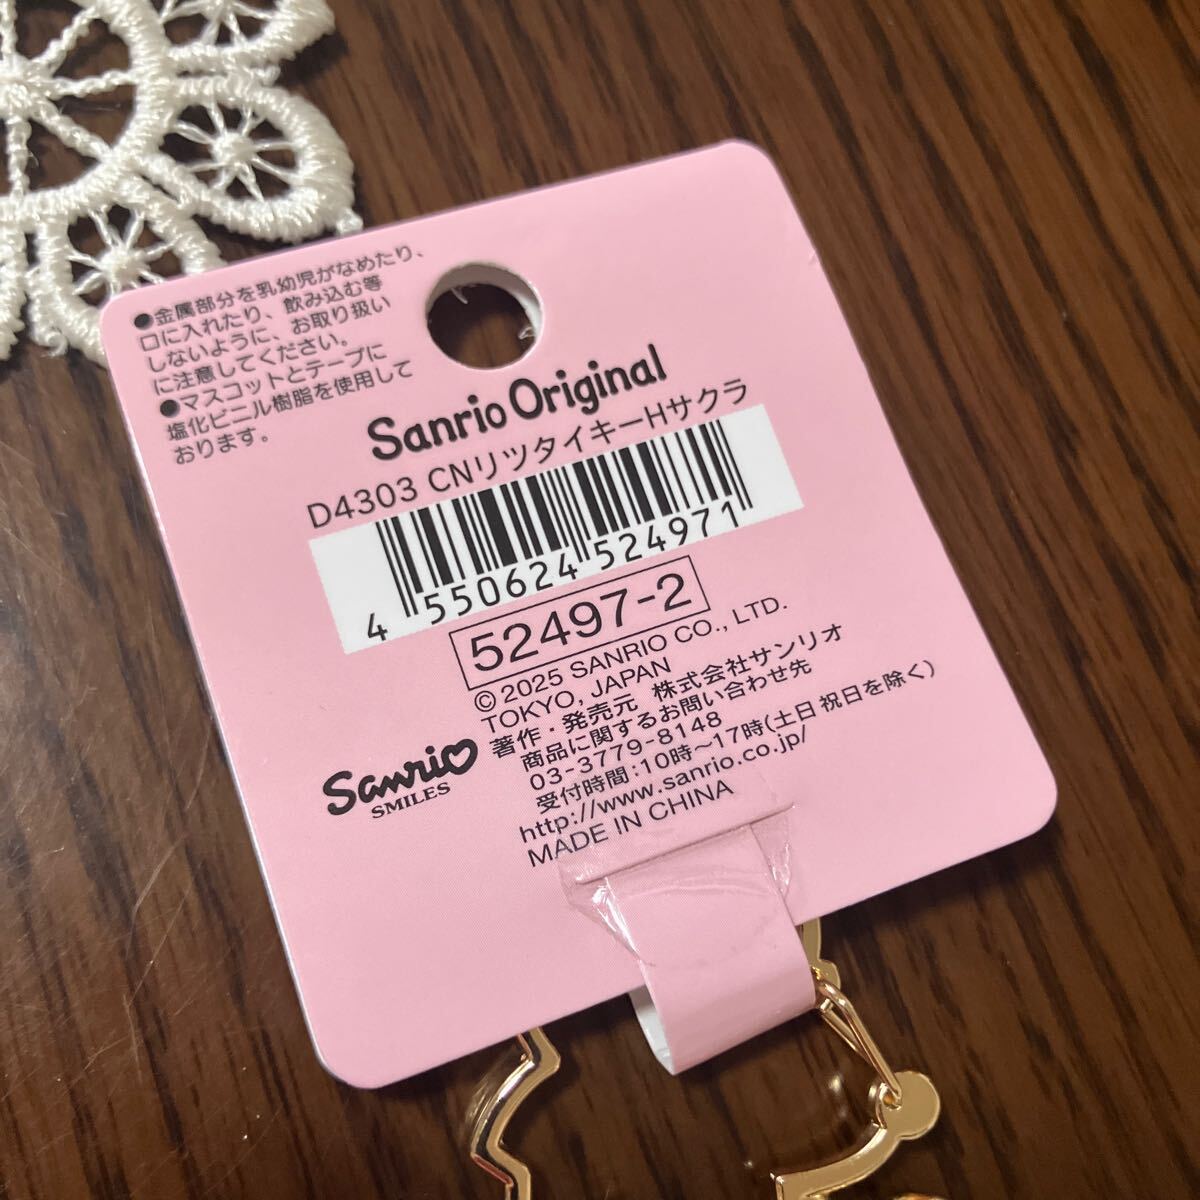 ●金属部分を乳幼児がなめたり、
口に入れたり、飲み込む等
しないように、お取り扱い
に注意してください。
●マスコットとテープに
塩化ビニル樹脂を使用して
おります。
Sanrio Original
D4303 CNリツタイキーHサクラ
4 550624 524971
52497-2
© 2025 SANRIO CO., LTD.
TOKYO, JAPAN
著作・発売元 株式会社サンリオ
商品に関するお問い合わせ先
03-3779-8148
受付時間:10時〜17時(土日祝日を除く)
http://www.sanrio.co.jp/
MADE IN CHINA
Sanrio
SMILES